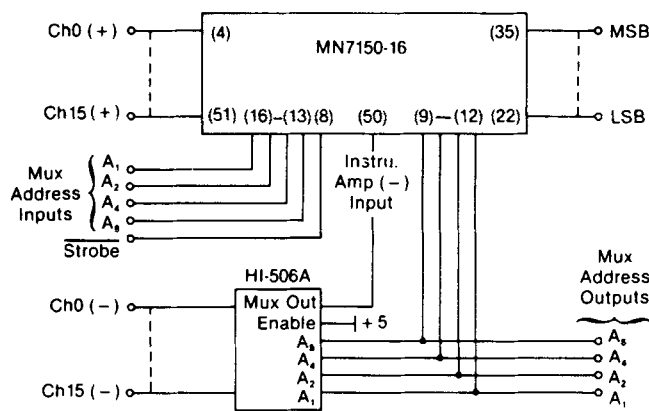 Ch0 (+)
(4)
MN7150-16
(35)
MSB
Ch15 (+)
(51)
(16)–(13)
(8)
(50)
(9)—(12)
(22)
LSB
Mux
Address
Inputs
A₁
A₂
A₄
A₈
Strobe
Instru.
Amp (−)
Input
HI-506A
Ch0 (−)
Mux Out
Enable
+ 5
A₈
A₄
A₂
A₁
Ch15 (−)
Mux
Address
Outputs
A₈
A₄
A₂
A₁